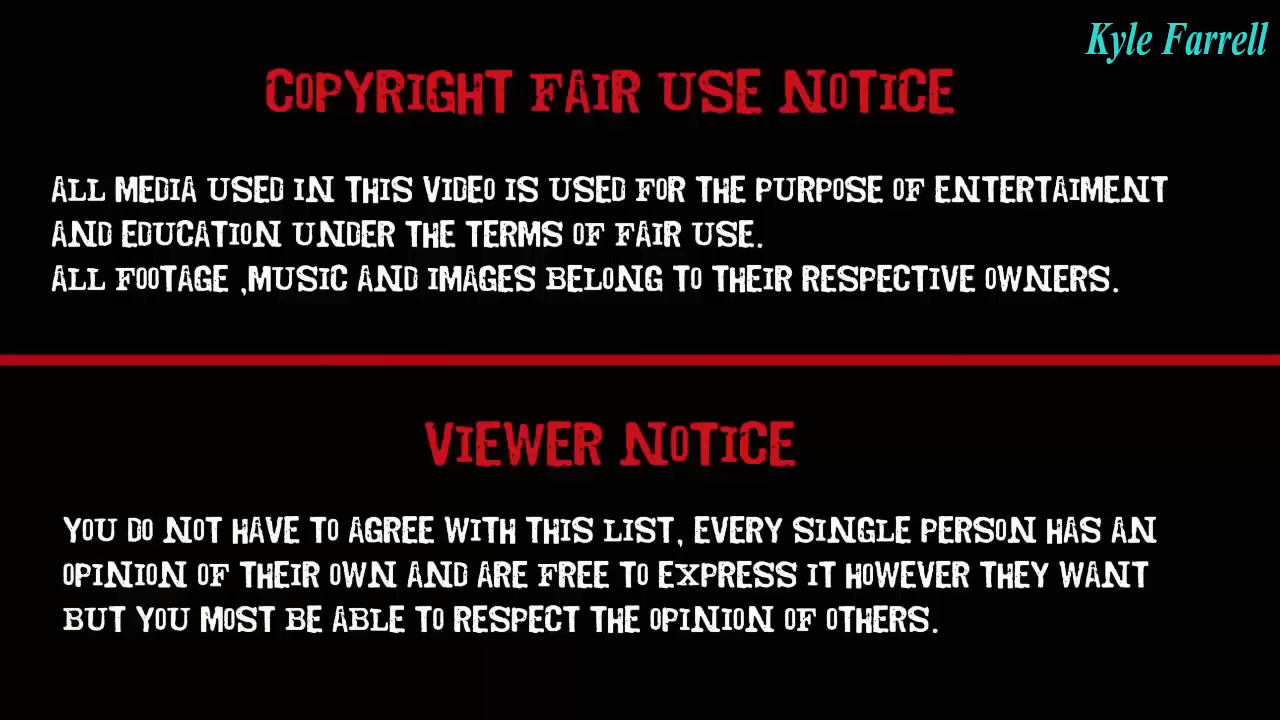 Kyle Farrell
COPYRIGHT FAIR USE NOTICE
ALL MEDIA USED IN THIS VIDEO IS USED FOR THE PURPOSE OF ENTERTAIMENT
AND EDUCATION UNDER THE TERMS OF FAIR USE.
ALL FOOTAGE ,MUSIC AND IMAGES BELONG TO THEIR RESPECTIVE OWNERS.
VIEWER NOTICE
YOU DO NOT HAVE TO AGREE WITH THIS LIST, EVERY SINGLE PERSON HAS AN
OPINION OF THEIR OWN AND ARE FREE TO EXPRESS IT HOWEVER THEY WANT
BUT YOU MOST BE ABLE TO RESPECT THE OPINION OF OTHERS.